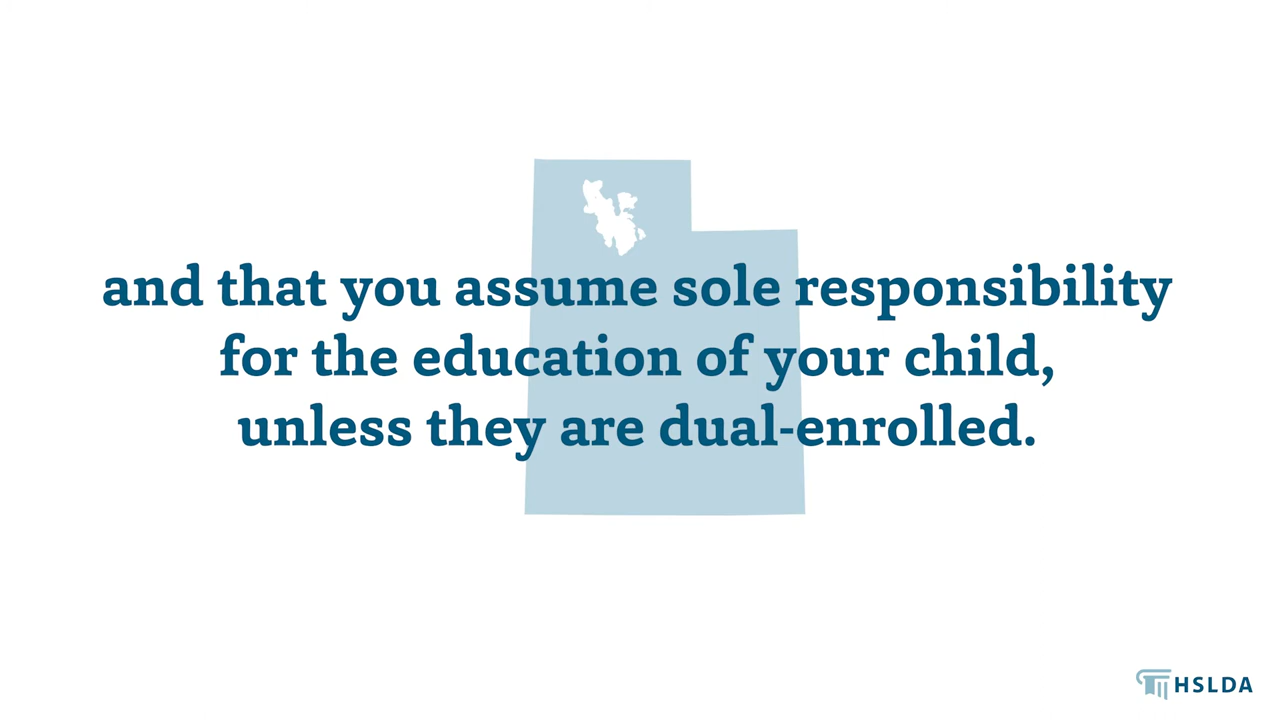 and that you assume sole responsibility
for the education of your child,
unless they are dual-enrolled.
HSLDA